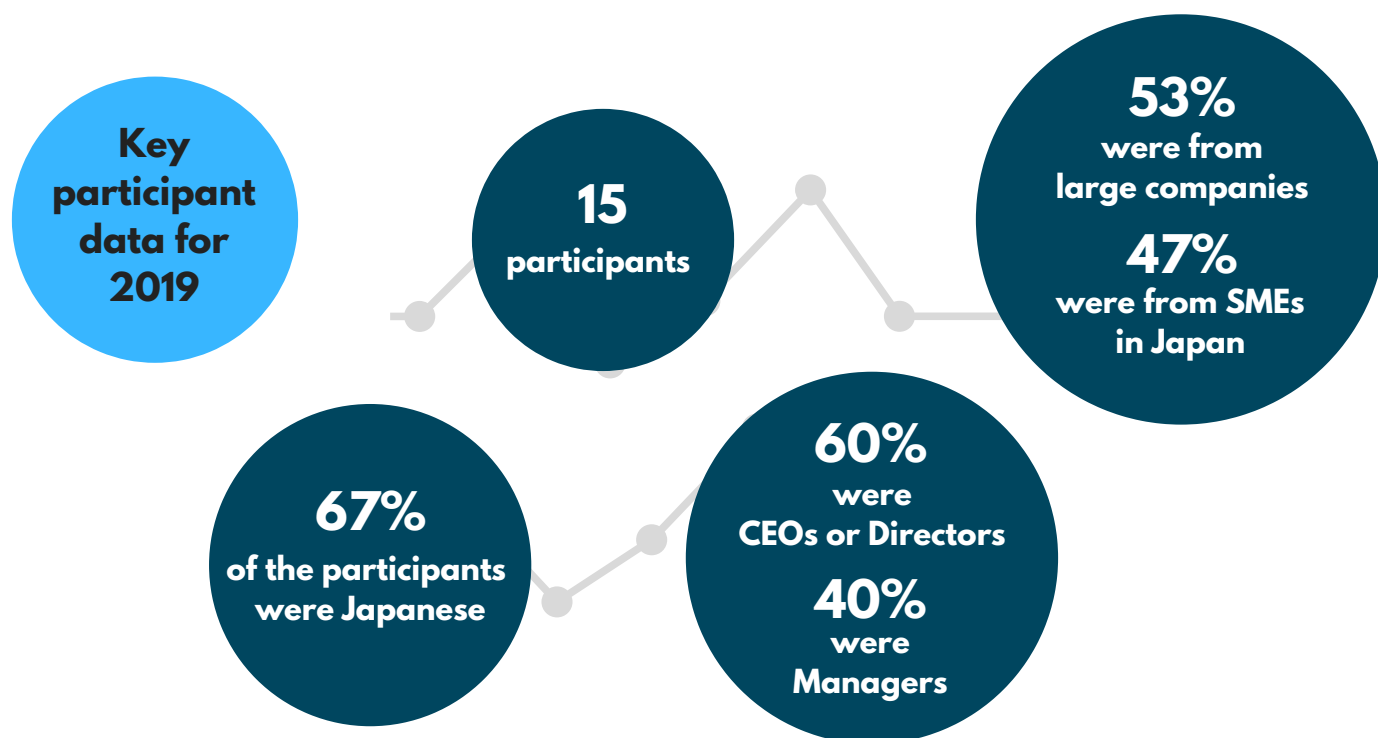 Key
participant
data for
2019
15
participants
53%
were from
large companies
47%
were from SMEs
in Japan
67%
of the participants
were Japanese
60%
were
CEOs or Directors
40%
were
Managers